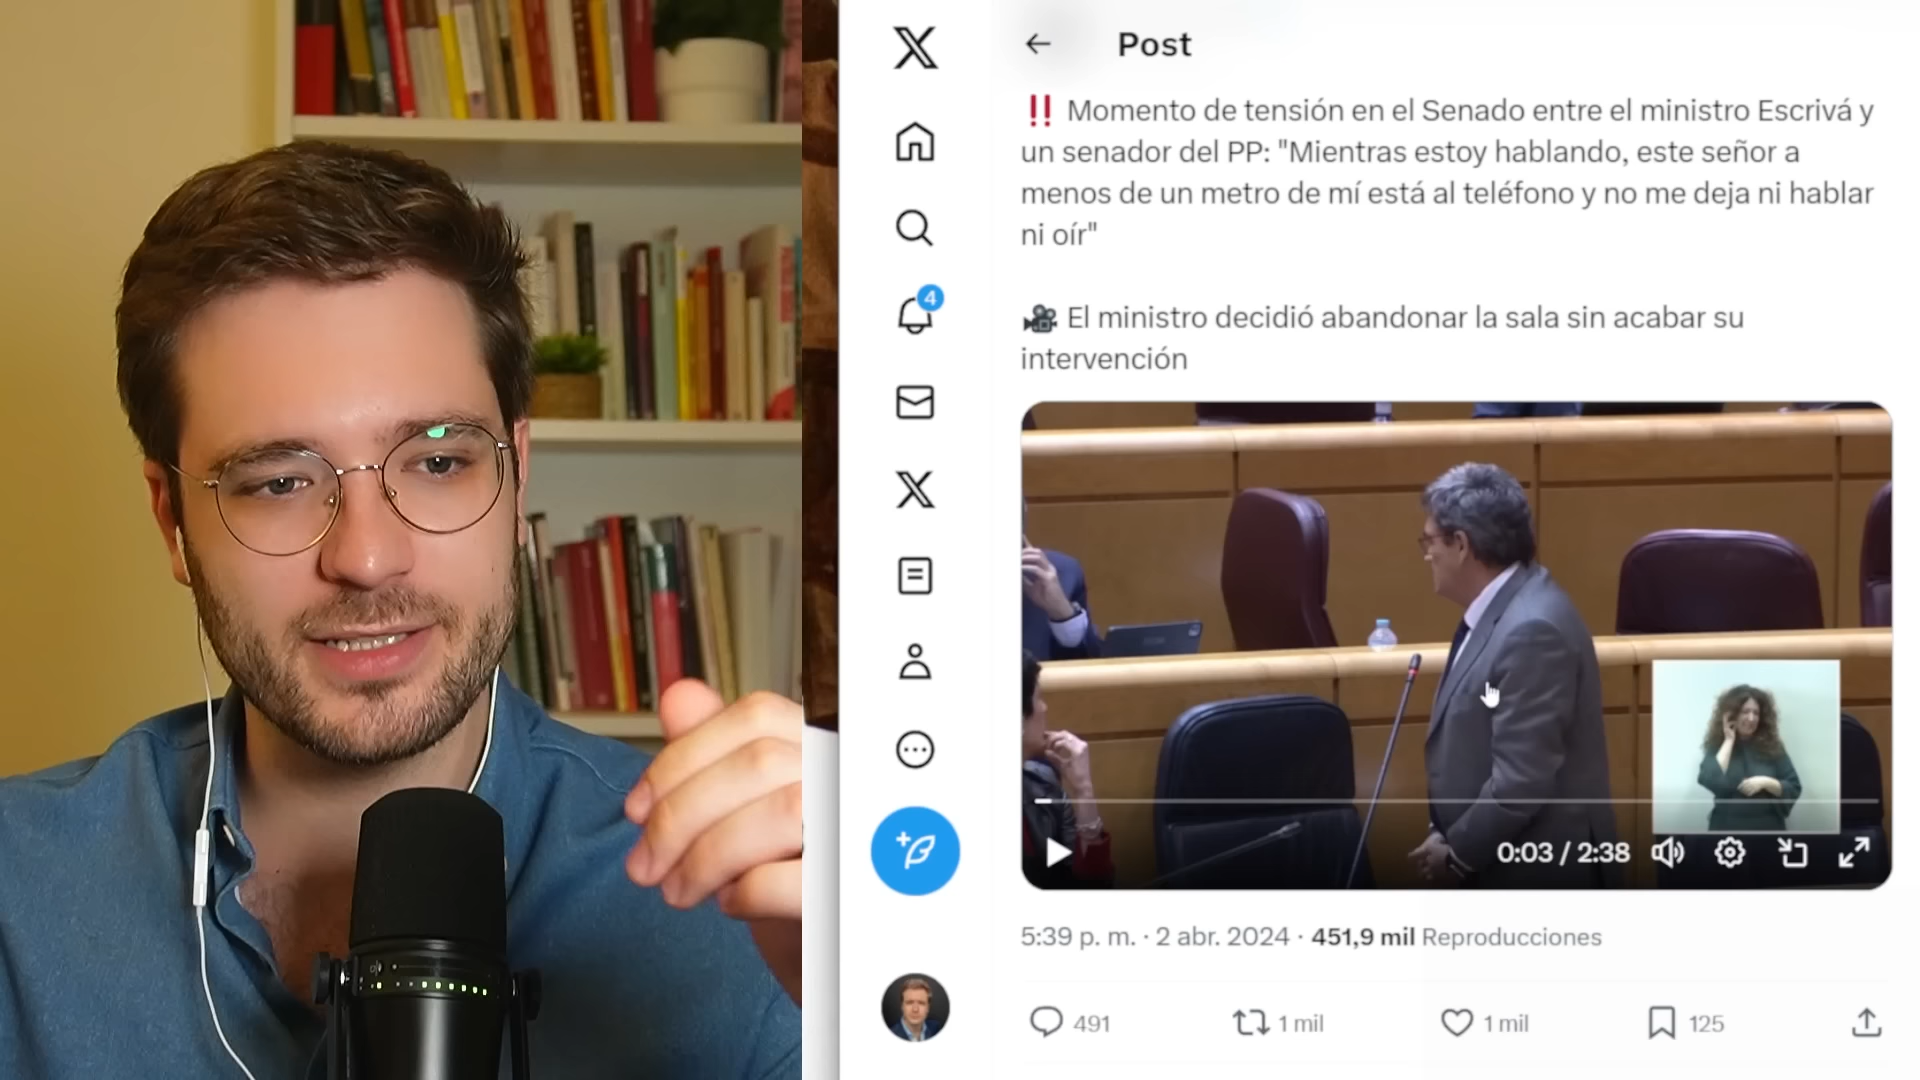 Post
‼️ Momento de tensión en el Senado entre el ministro Escrivá y
un senador del PP: "Mientras estoy hablando, este señor a
menos de un metro de mí está al teléfono y no me deja ni hablar
ni oír"
🎥 El ministro decidió abandonar la sala sin acabar su
intervención
4
0:03 / 2:38
5:39 p. m. · 2 abr. 2024 · 451,9 mil Reproducciones
491 1 mil 1 mil 125